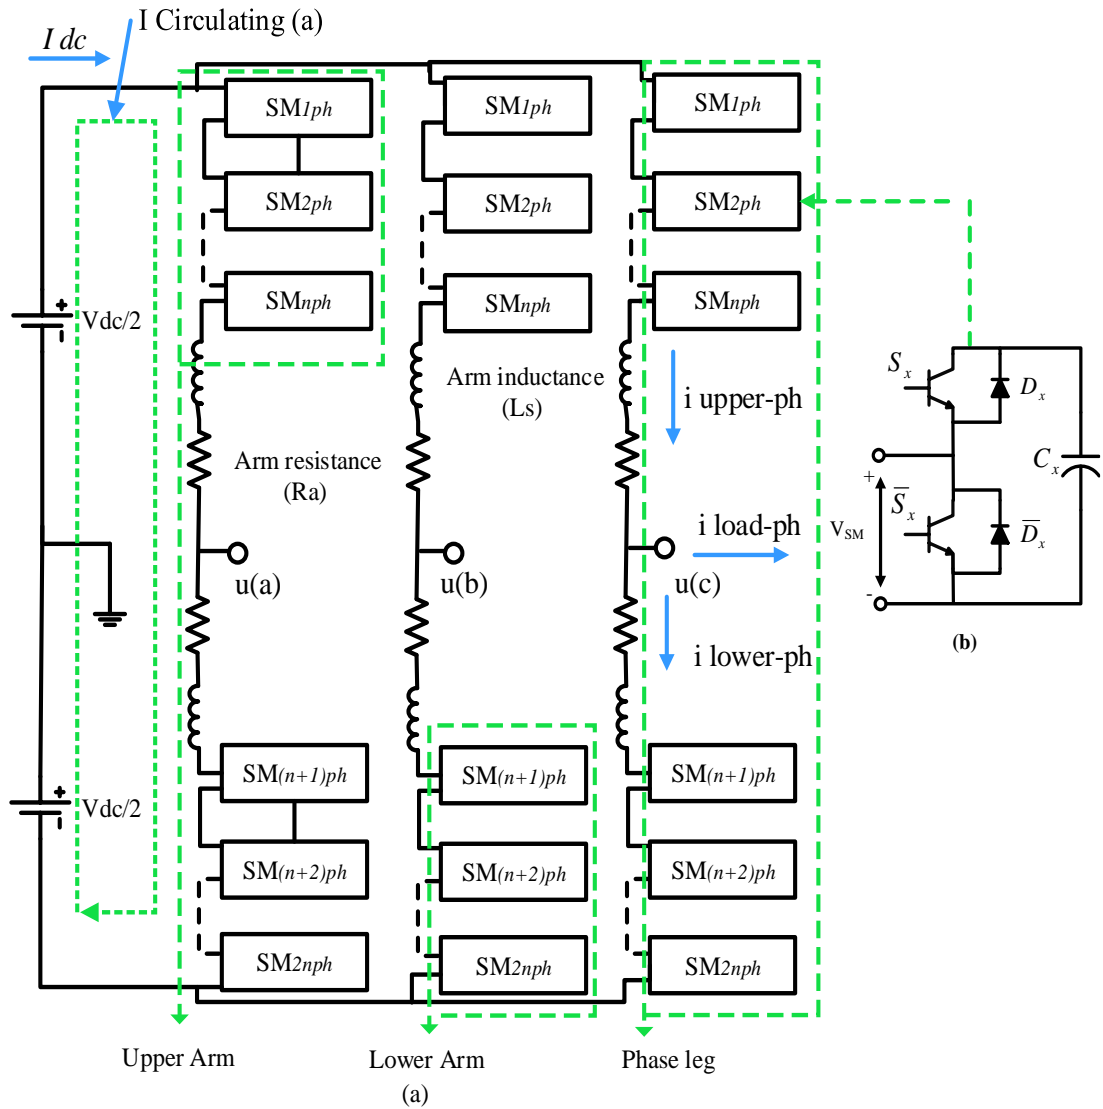 I Circulating (a)
I dc
SM1ph
SM1ph
SM1ph
SM2ph
SM2ph
SM2ph
SMnph
SMnph
SMnph
+
Vdc/2
Arm inductance
(Ls)
i upper-ph
Arm resistance
(Ra)
u(a)
u(b)
u(c)
i load-ph
i lower-ph
Sₓ
Dₓ
Cₓ
+
S̅ₓ
V_SM
D̅ₓ
-
(b)
SM(n+1)ph
SM(n+1)ph
SM(n+1)ph
+
Vdc/2
SM(n+2)ph
SM(n+2)ph
SM(n+2)ph
SM2nph
SM2nph
SM2nph
Upper Arm
Lower Arm
Phase leg
(a)